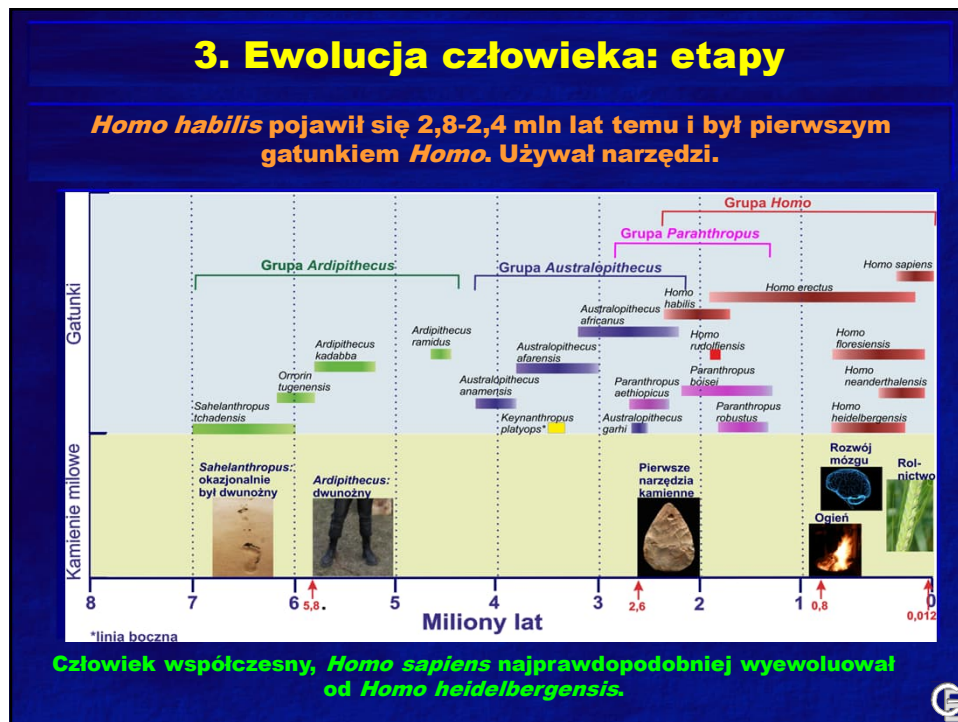 3. Ewolucja człowieka: etapy
Homo habilis pojawił się 2,8-2,4 mln lat temu i był pierwszym
gatunkiem Homo. Używał narzędzi.
Gatunki
Grupa Homo
Grupa Paranthropus
Grupa Ardipithecus
Grupa Australopithecus
Homo sapiens
Homo erectus
Homo
habilis
Australopithecus
africanus
Ardipithecus
ramidus
Homo
rudolfiensis
Homo
floresiensis
Ardipithecus
kadabba
Australopithecus
afarensis
Orrorin
tugenensis
Australopithecus
anamensis
Paranthropus
aethiopicus
Paranthropus
boisei
Homo
neanderthalensis
Sahelanthropus
tchadensis
Keynanthropus
platyops*
Australopithecus
garhi
Paranthropus
robustus
Homo
heidelbergensis
Kamienie milowe
Sahelanthropus:
okazjonalnie
był dwunożny
Ardipithecus:
dwunożny
Pierwsze
narzędzia
kamienne
Rozwój
mózgu
Ogień
Rol-
nictwo
8 7 6 5,8. 5 4 3 2,6 2 1 0,8 0
0,012
Miliony lat
*linia boczna
Człowiek współczesny, Homo sapiens najprawdopodobniej wyewoluował
od Homo heidelbergensis.